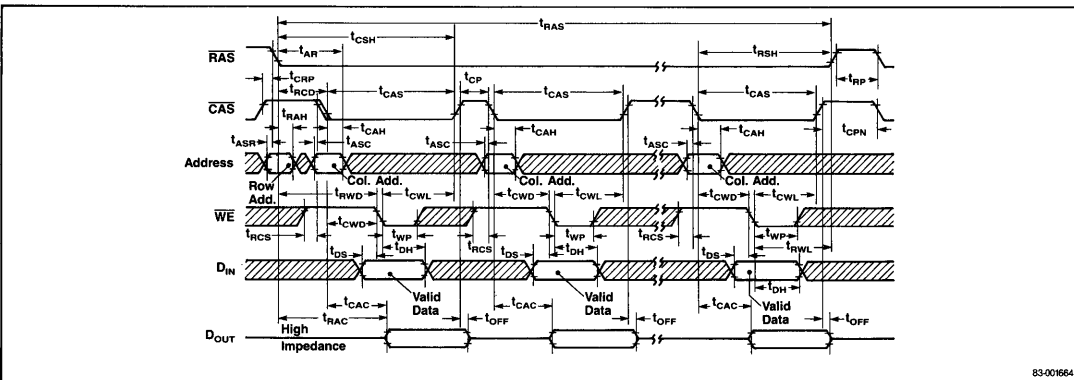 tRAS
tCSH
tAR
tRSH
RAS
tCRP
tCP
tRP
tRCD
tCAS
tCAS
tCAS
CAS
tRAH
tCAH
tCAH
tCAH
tCPN
tASR
tASC
tASC
tASC
Address
Row Add.
Col. Add.
Col. Add.
Col. Add.
tRWD
tCWL
tCWD
tCWL
tCWD
tCWL
WE
tCWD
tWP
tWP
tWP
tRCS
tRCS
tRCS
tRWL
tDS
tDH
tDS
tDH
tDS
DIN
tDH
Valid Data
Valid Data
Valid Data
tCAC
tCAC
tCAC
tRAC
tOFF
tOFF
tOFF
DOUT
High Impedance
83-001664